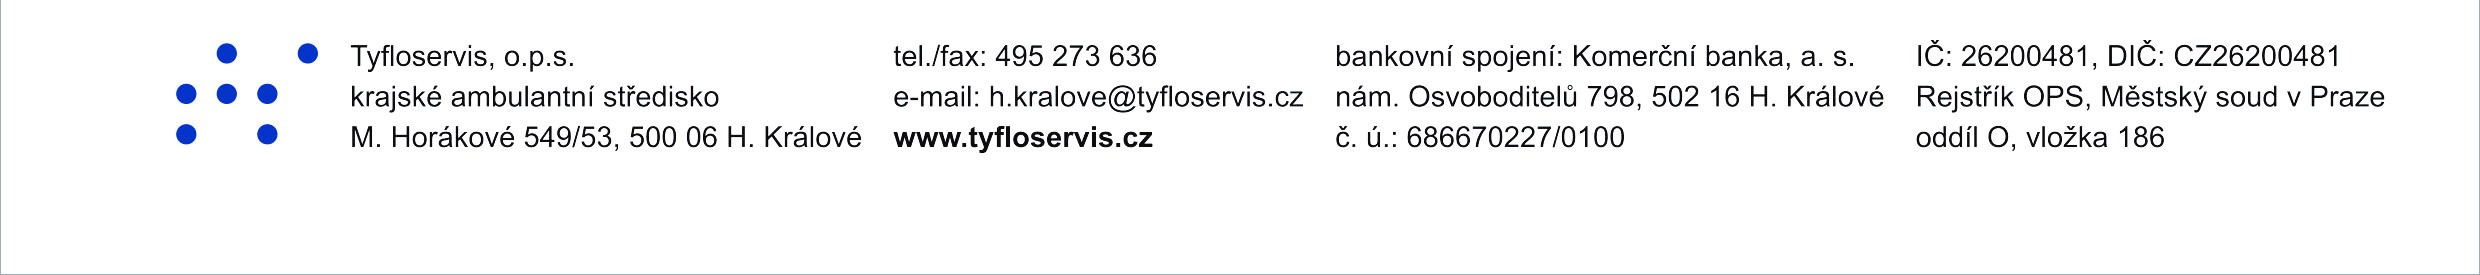 Tyfloservis, o.p.s.
krajské ambulantní středisko
M. Horákové 549/53, 500 06 H. Králové
tel./fax: 495 273 636
e-mail: h.kralove@tyfloservis.cz
www.tyfloservis.cz
bankovní spojení: Komerční banka, a. s.
nám. Osvoboditelů 798, 502 16 H. Králové
č. ú.: 686670227/0100
IČ: 26200481, DIČ: CZ26200481
Rejstřík OPS, Městský soud v Praze
oddíl O, vložka 186